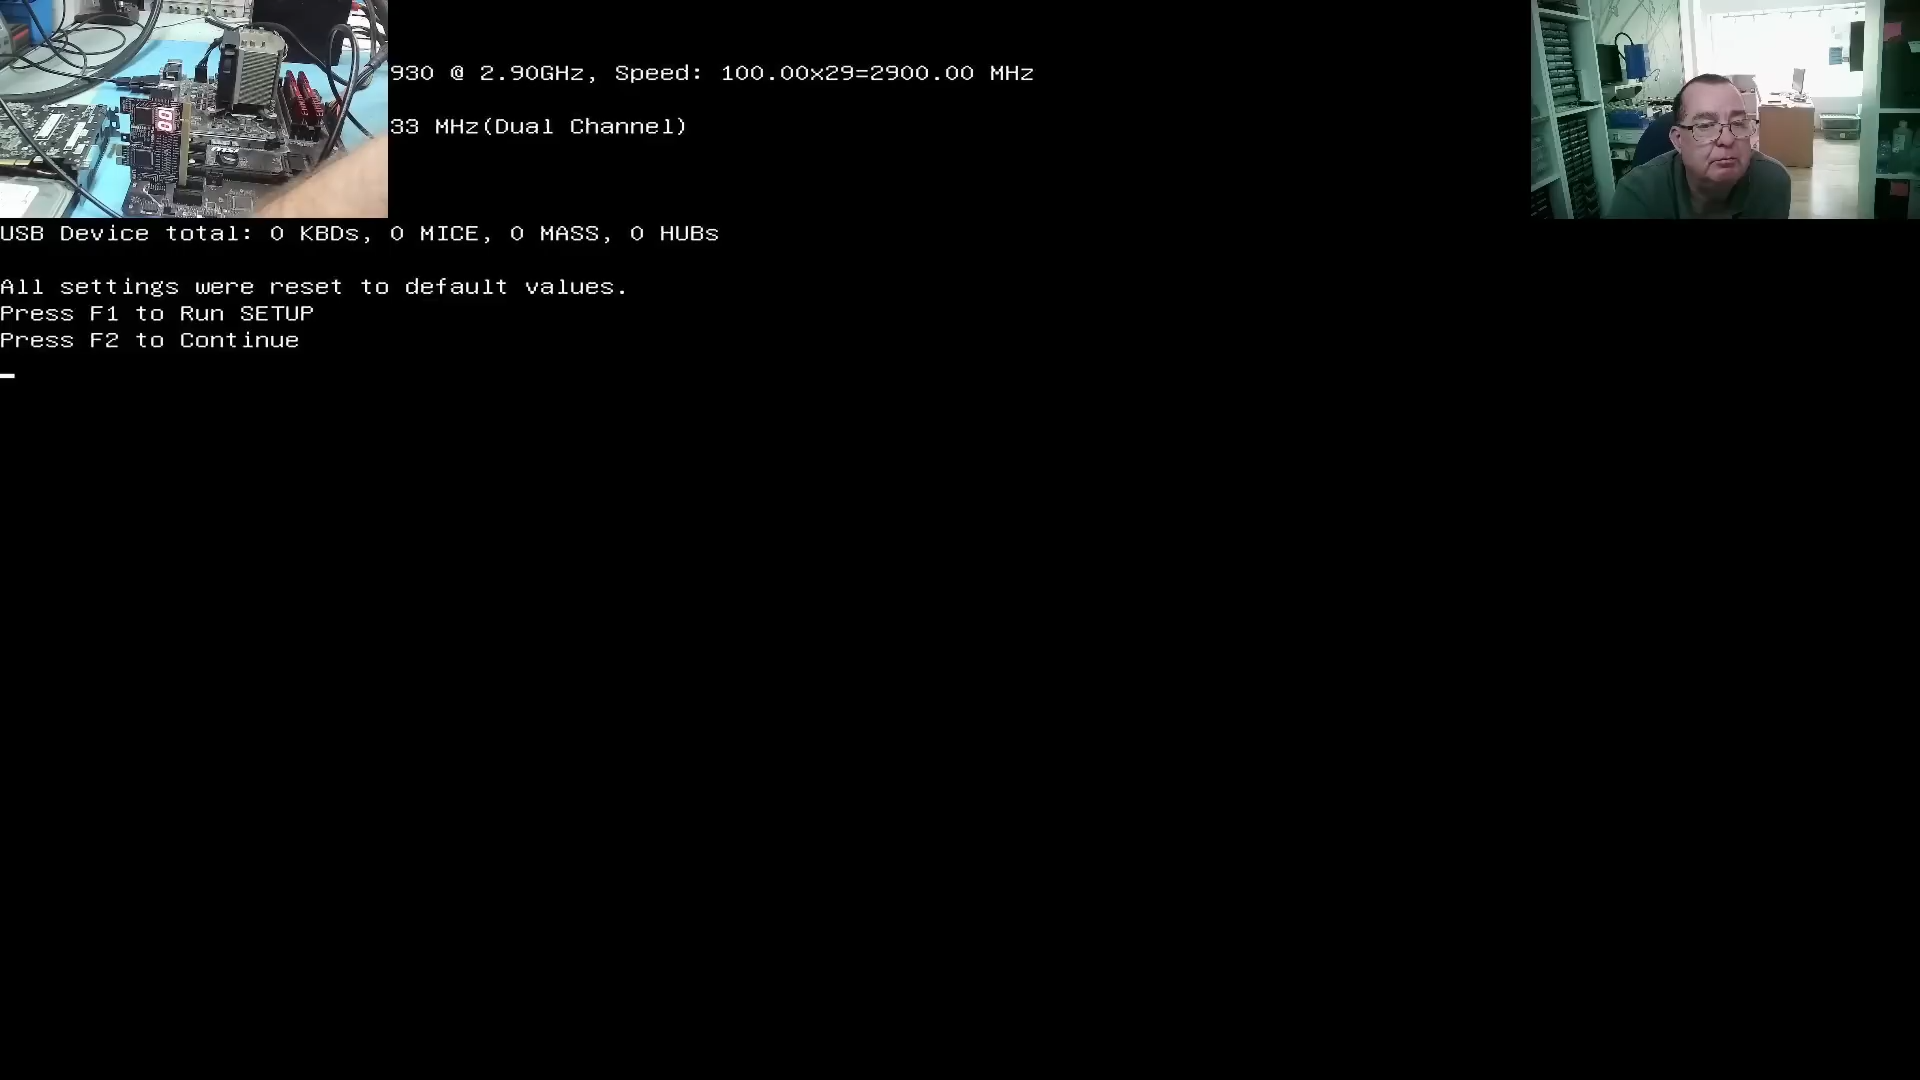 930 @ 2.90GHz, Speed: 100.00x29=2900.00 MHz
33 MHz(Dual Channel)
USB Device total: 0 KBDs, 0 MICE, 0 MASS, 0 HUBs
All settings were reset to default values.
Press F1 to Run SETUP
Press F2 to Continue